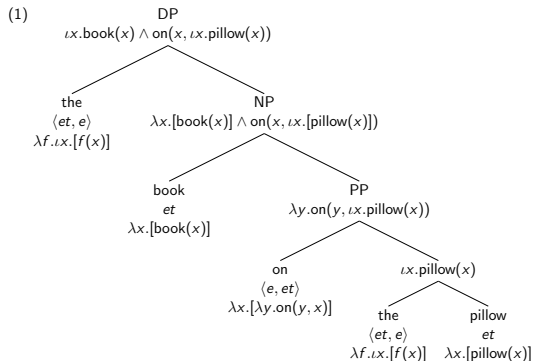 (1)
DP
ιx.book(x) ∧ on(x, ιx.pillow(x))
the
⟨et, e⟩
λf.ιx.[f(x)]
NP
λx.[book(x)] ∧ on(x, ιx.[pillow(x)])
book
et
λx.[book(x)]
PP
λy.on(y, ιx.pillow(x))
on
⟨e, et⟩
λx.[λy.on(y, x)]
ιx.pillow(x)
the
⟨et, e⟩
λf.ιx.[f(x)]
pillow
et
λx.[pillow(x)]